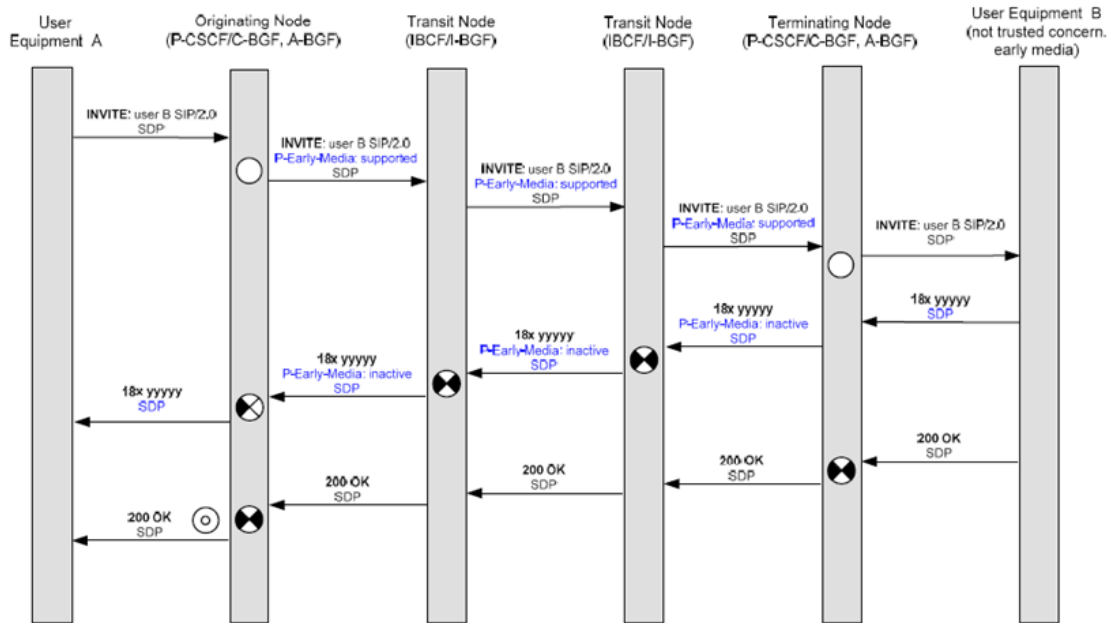 User
Equipment A
Originating Node
(P-CSCF/C-BGF, A-BGF)
Transit Node
(IBCF/I-BGF)
Transit Node
(IBCF/I-BGF)
Terminating Node
(P-CSCF/C-BGF, A-BGF)
User Equipment B
(not trusted concern.
early media)
INVITE: user B SIP/2.0
SDP
INVITE: user B SIP/2.0
P-Early-Media: supported
SDP
INVITE: user B SIP/2.0
P-Early-Media: supported
SDP
INVITE: user B SIP/2.0
P-Early-Media: supported
SDP
INVITE: user B SIP/2.0
SDP
18x yyyyy
SDP
18x yyyyy
P-Early-Media: inactive
SDP
18x yyyyy
P-Early-Media: inactive
SDP
18x yyyyy
P-Early-Media: inactive
SDP
18x yyyyy
SDP
200 OK
SDP
200 OK
SDP
200 OK
SDP
200 OK
SDP
200 OK
SDP